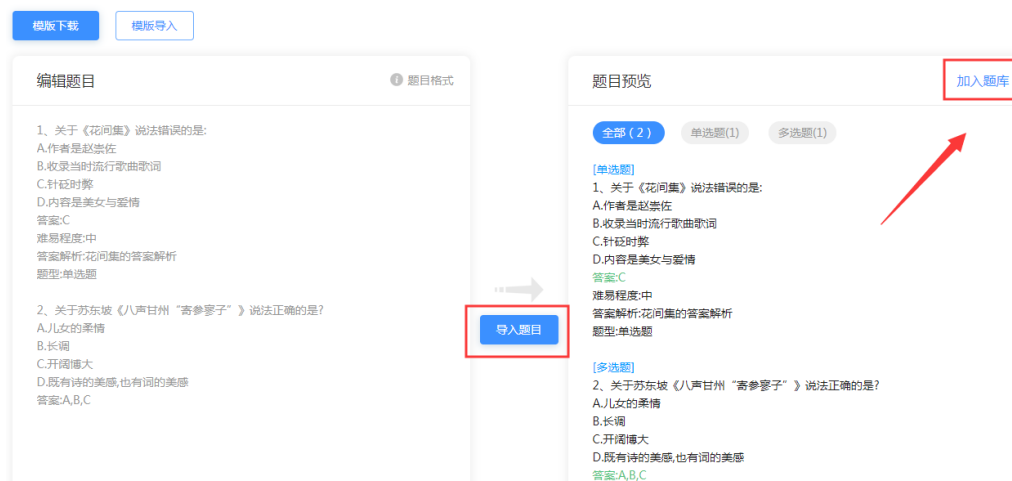 模版下载
模版导入
编辑题目
题目格式
1、关于《花间集》说法错误的是:
A.作者是赵崇佐
B.收录当时流行歌曲歌词
C.针砭时弊
D.内容是美女与爱情
答案:C
难易程度:中
答案解析:花间集的答案解析
题型:单选题
2、关于苏东坡《八声甘州“寄参寥子”》说法正确的是?
A.儿女的柔情
B.长调
C.开阔博大
D.既有诗的美感,也有词的美感
答案:A,B,C
导入题目
题目预览
加入题库
全部 ( 2 )
单选题(1)
多选题(1)
[单选题]
1、关于《花间集》说法错误的是:
A.作者是赵崇佐
B.收录当时流行歌曲歌词
C.针砭时弊
D.内容是美女与爱情
答案:C
难易程度:中
答案解析:花间集的答案解析
题型:单选题
[多选题]
2、关于苏东坡《八声甘州“寄参寥子”》说法正确的是?
A.儿女的柔情
B.长调
C.开阔博大
D.既有诗的美感,也有词的美感
答案:A,B,C